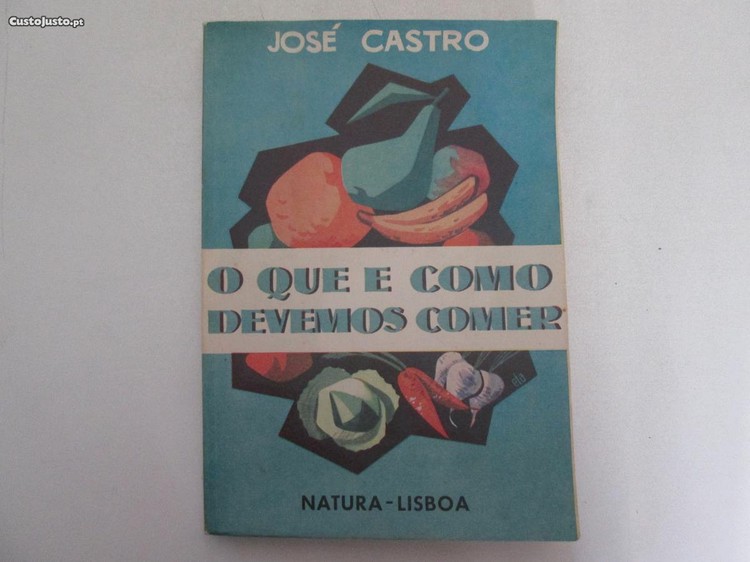 CustoJusto.pt
JOSÉ CASTRO
O QUE E COMO
DEVEMOS COMER
NATURA-LISBOA